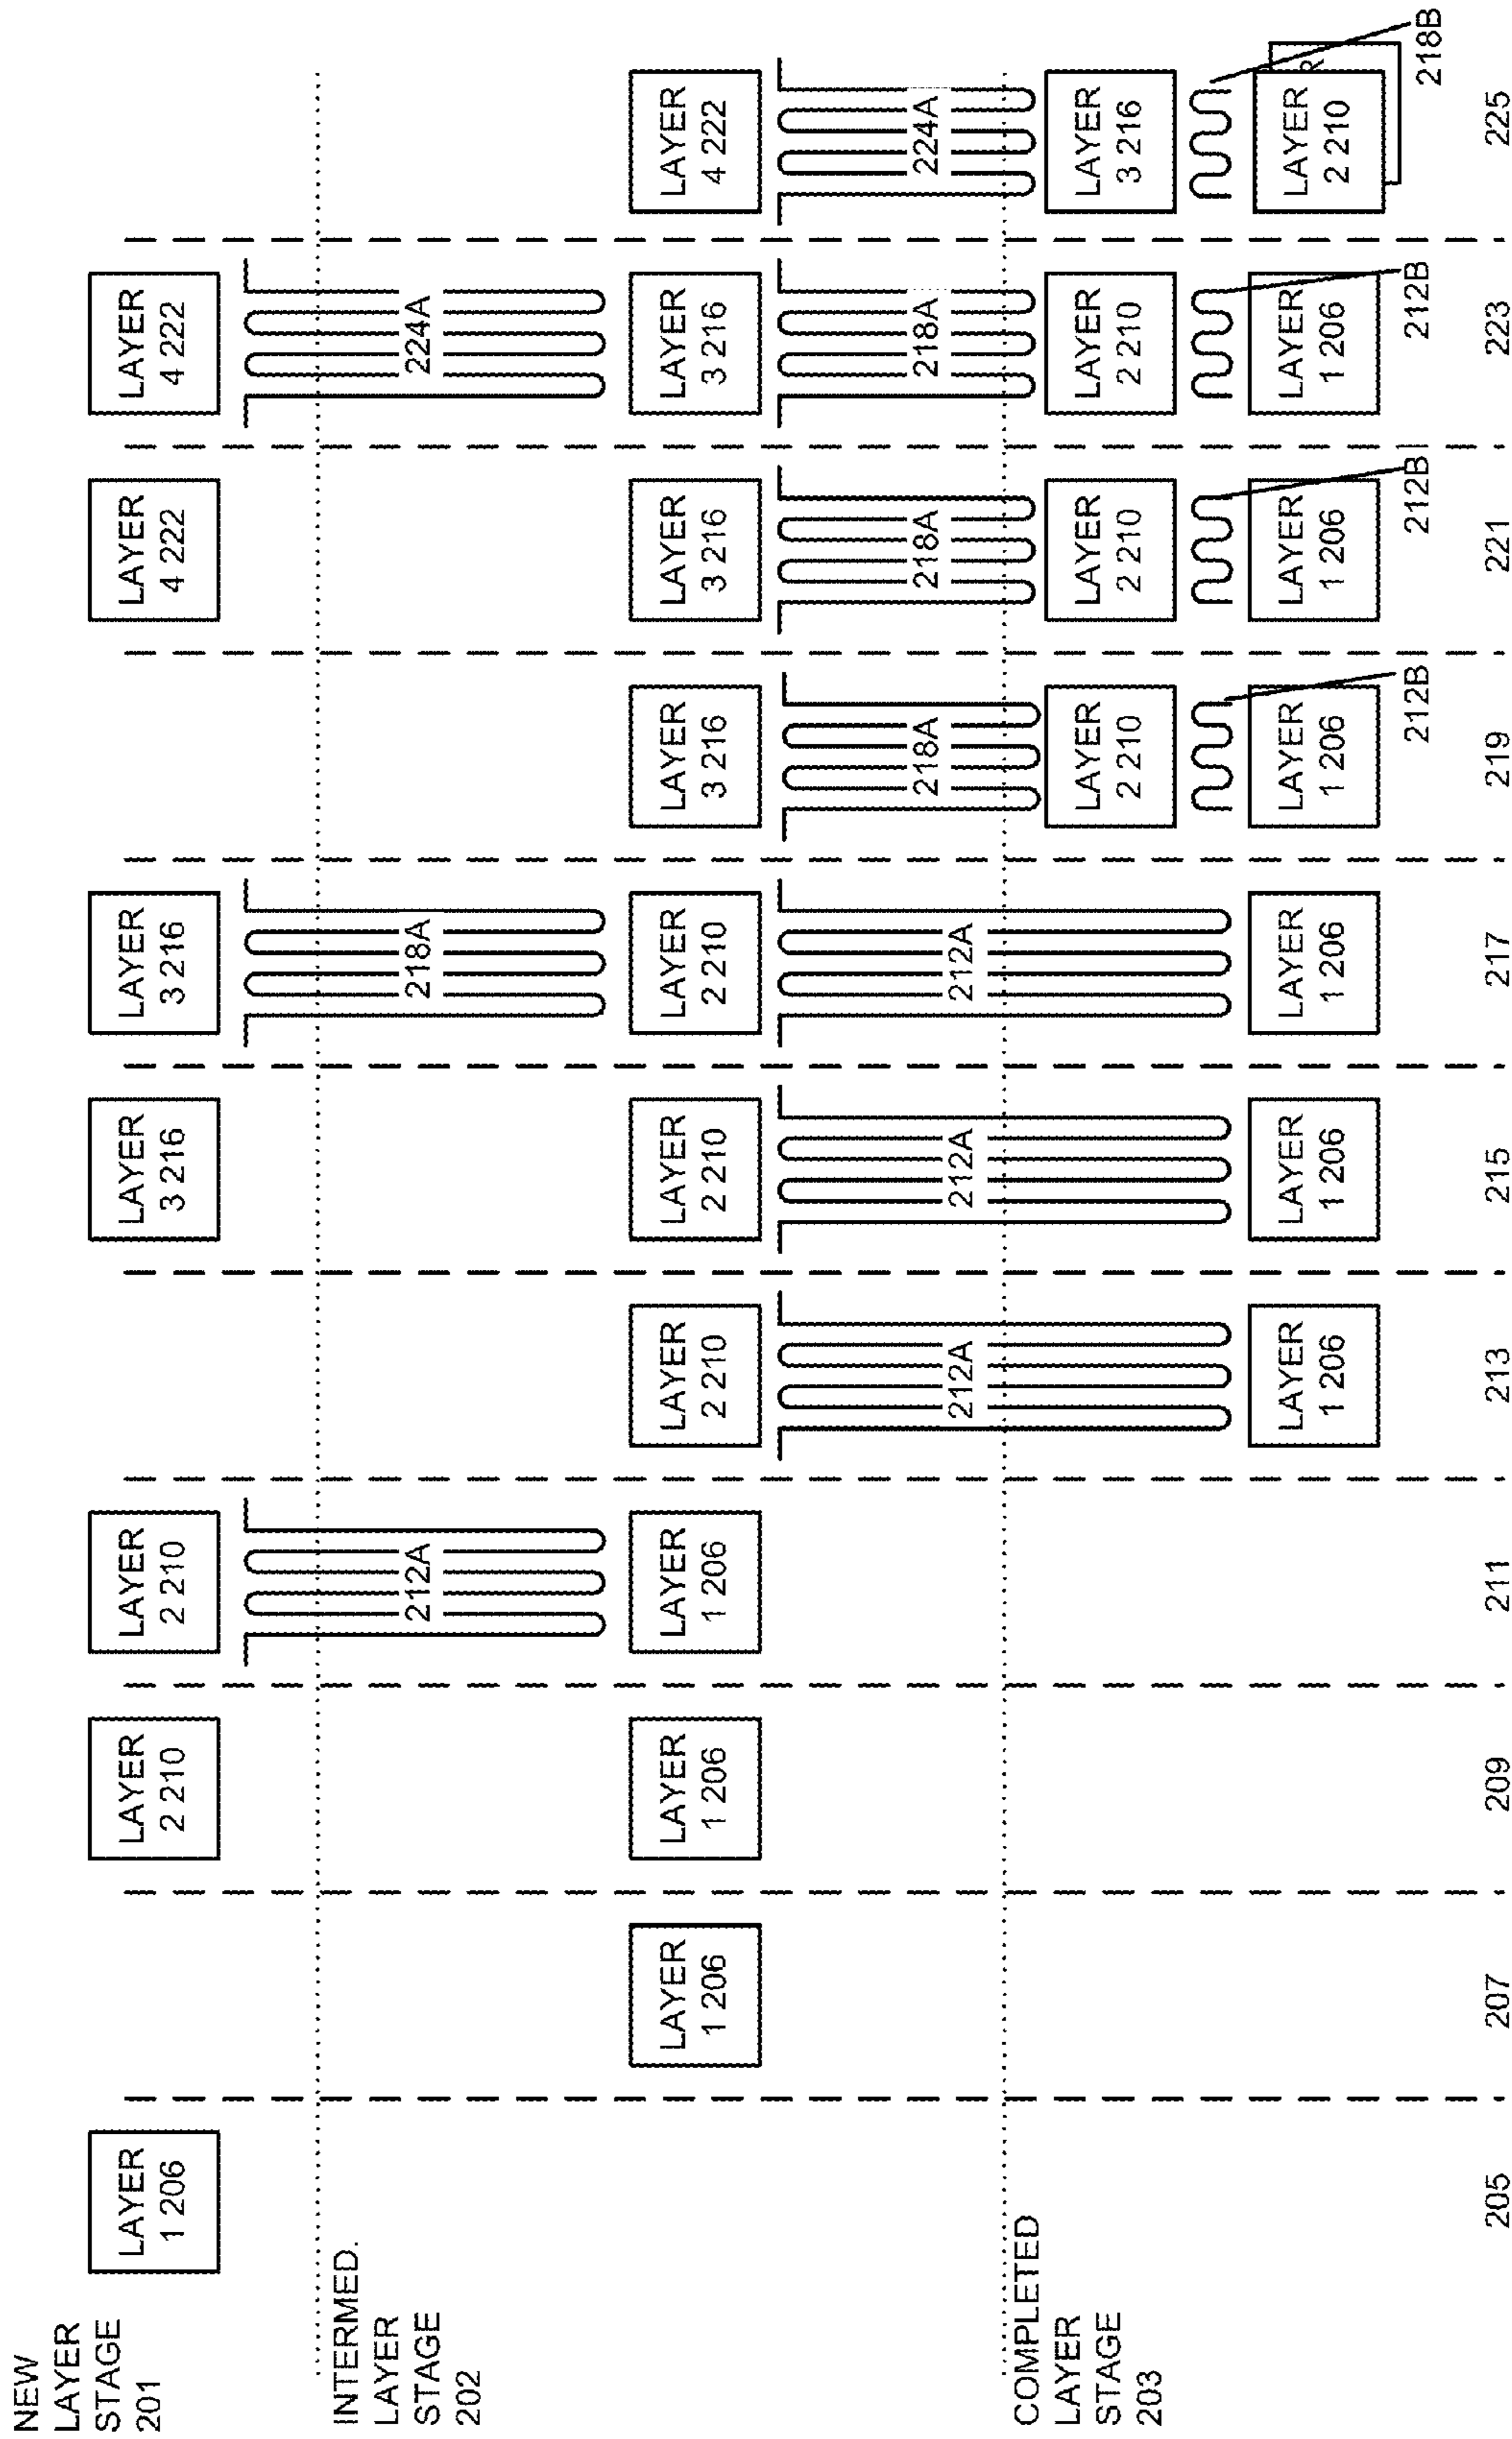 NEW
LAYER
STAGE
201
LAYER
1 206
LAYER
2 210
LAYER
2 210
LAYER
3 216
LAYER
3 216
LAYER
4 222
LAYER
4 222
INTERMED.
LAYER
STAGE
202
212A
218A
224A
LAYER
1 206
LAYER
1 206
LAYER
1 206
LAYER
2 210
LAYER
2 210
LAYER
2 210
LAYER
3 216
LAYER
3 216
LAYER
3 216
LAYER
4 222
212A
212A
212A
218A
218A
218A
224A
COMPLETED
LAYER
STAGE
203
LAYER
2 210
LAYER
2 210
LAYER
2 210
LAYER
3 216
LAYER
1 206
LAYER
1 206
LAYER
1 206
LAYER
1 206
LAYER
1 206
LAYER
1 206
LAYER
2 210
R
212B
212B
212B
218B
205
207
209
211
213
215
217
219
221
223
225